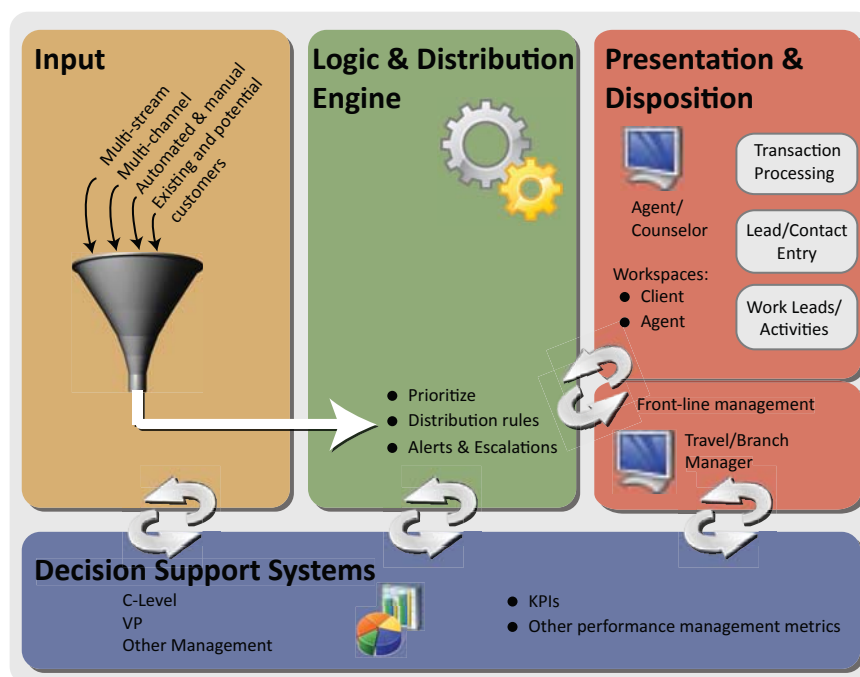 Input
Multi-stream
Multi-channel
Automated & manual
Existing and potential
customers
Logic & Distribution
Engine
● Prioritize
● Distribution rules
● Alerts & Escalations
Presentation &
Disposition
Agent/
Counselor
Workspaces:
● Client
● Agent
Transaction
Processing
Lead/Contact
Entry
Work Leads/
Activities
Front-line management
Travel/Branch
Manager
Decision Support Systems
C-Level
VP
Other Management
● KPIs
● Other performance management metrics